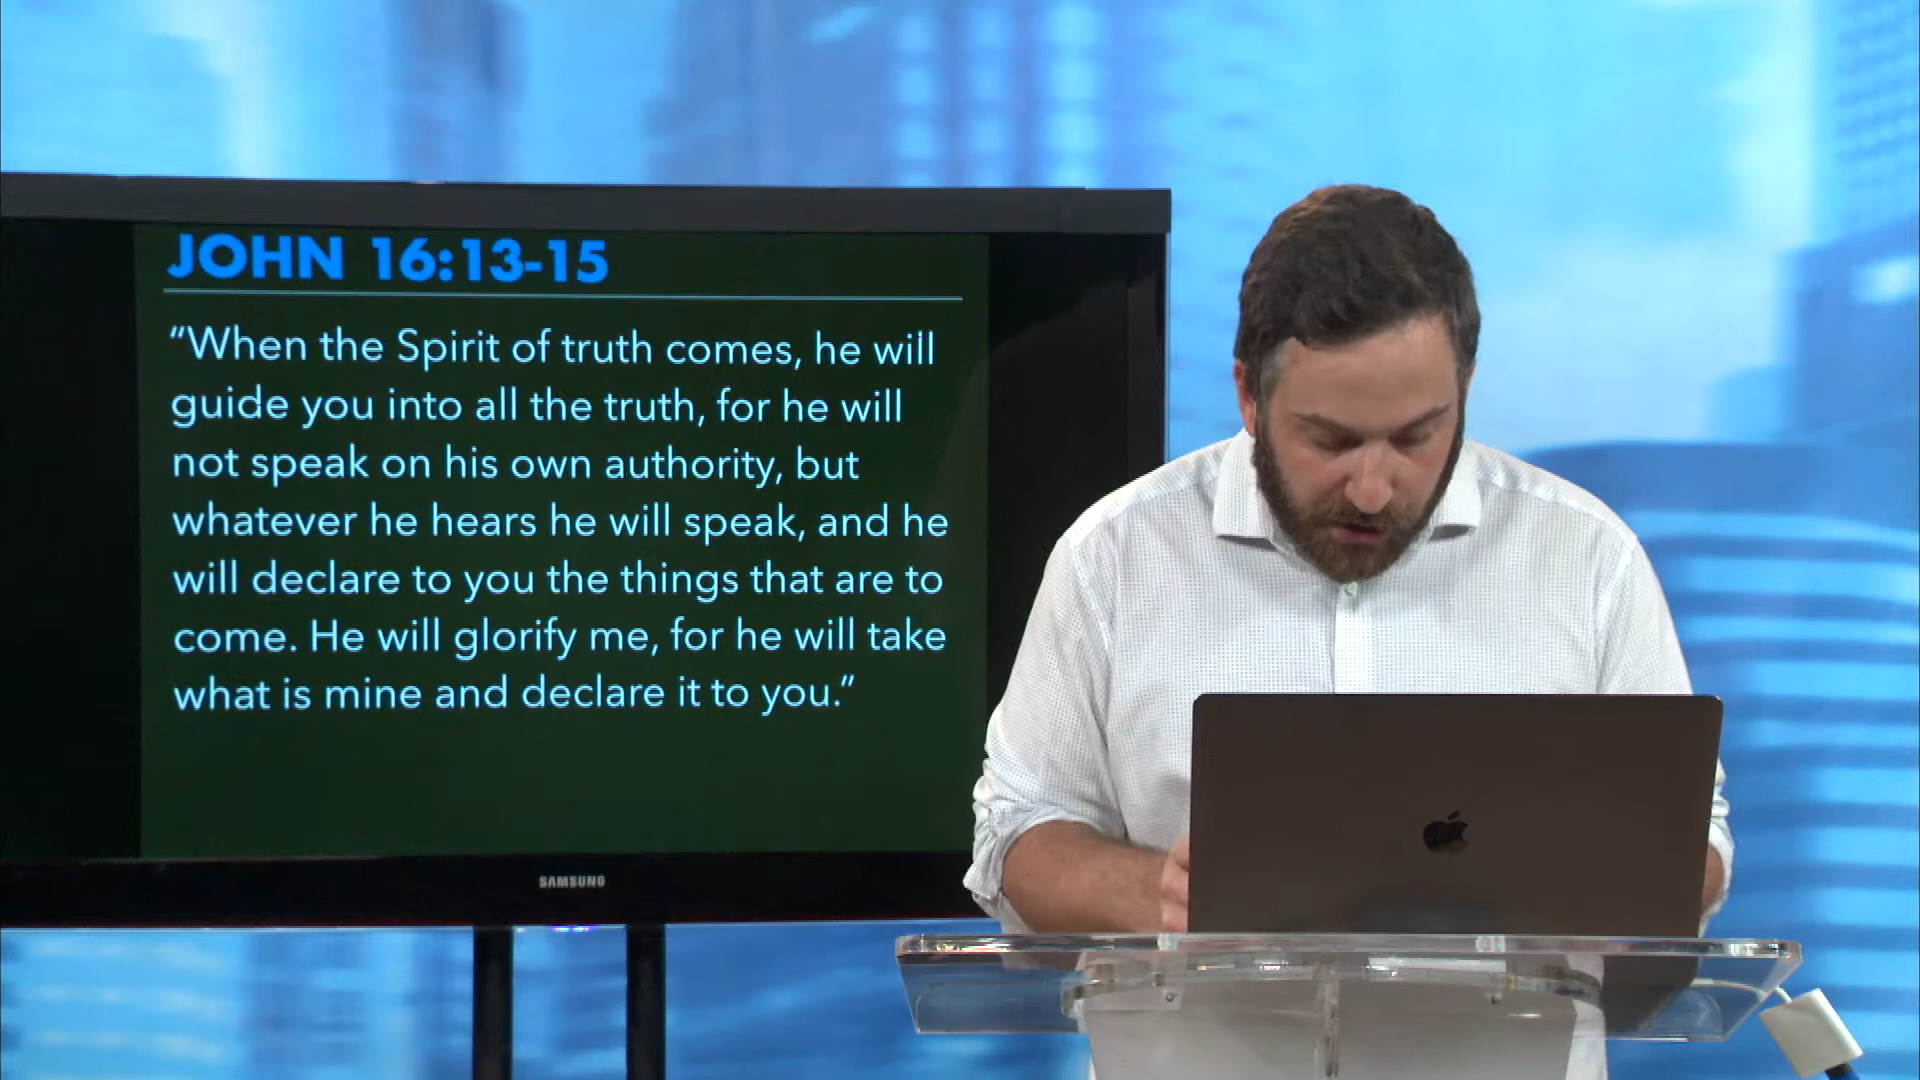 JOHN 16:13-15
“When the Spirit of truth comes, he will
guide you into all the truth, for he will
not speak on his own authority, but
whatever he hears he will speak, and he
will declare to you the things that are to
come. He will glorify me, for he will take
what is mine and declare it to you.”
SAMSUNG